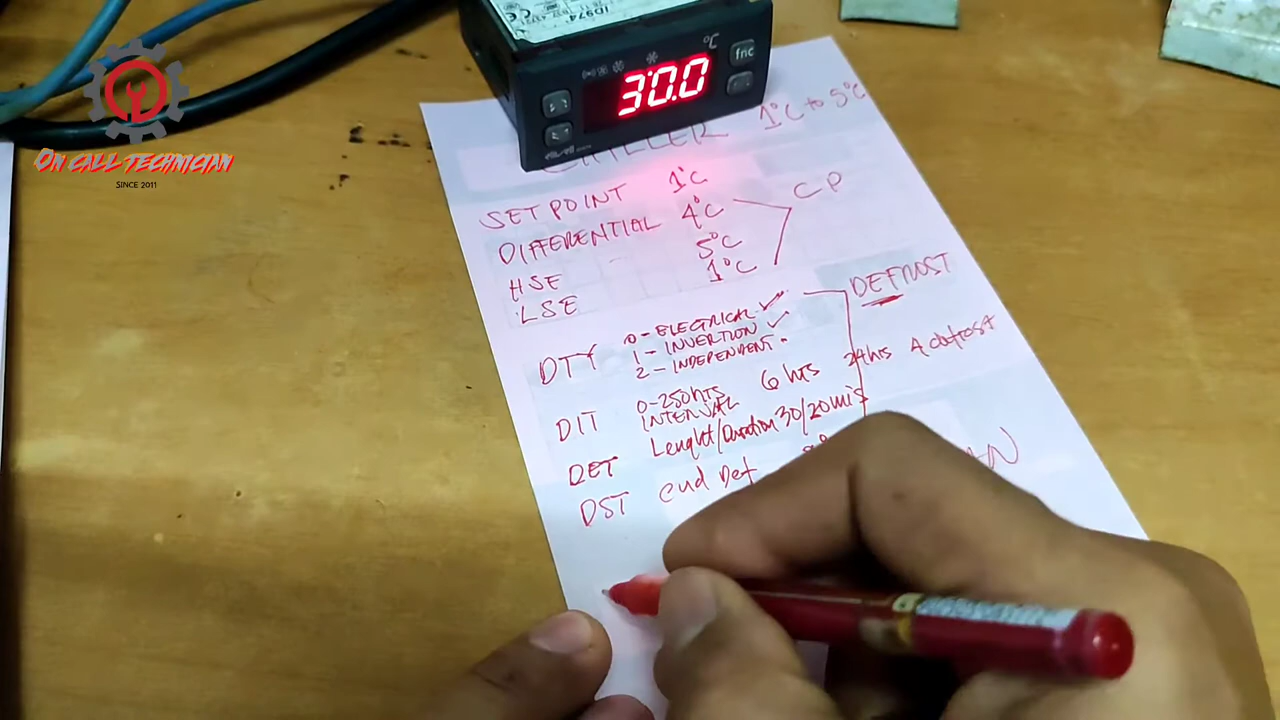 ID974
°C
fnc
30.0
ON CALL TECHNICIAN
SINCE 2011
CHILLER 1°C to 5°C
SET POINT 1°C
DIFFERENTIAL 4°C CP
HSE 5°C
LSE 1°C
DEFROST
DTY 0 - ELECTRICAL ✓
1 - INVERTION ✓
2 - INDEPENDENT
DIT 0-250hrs 6 hrs 24hrs 4 defrost
INTERVAL
DET Lenght/Duration 30/20mis
DST end Def